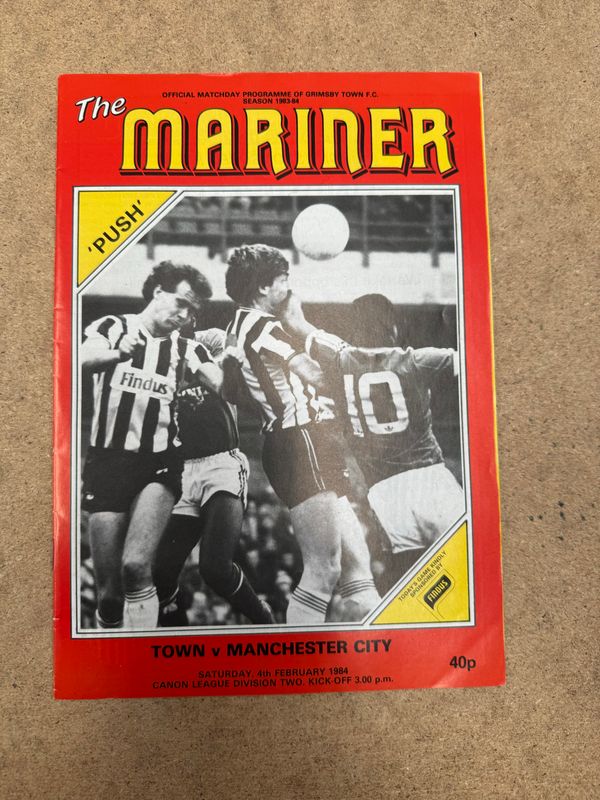 OFFICIAL MATCHDAY PROGRAMME OF GRIMSBY TOWN F.C.
SEASON 1983-84
The
MARINER
'PUSH'
Findus
10
TODAY'S GAME KINDLY
SPONSORED BY
FINDUS
TOWN v MANCHESTER CITY
SATURDAY, 4th FEBRUARY 1984
CANON LEAGUE DIVISION TWO. KICK-OFF 3.00 p.m.
40p